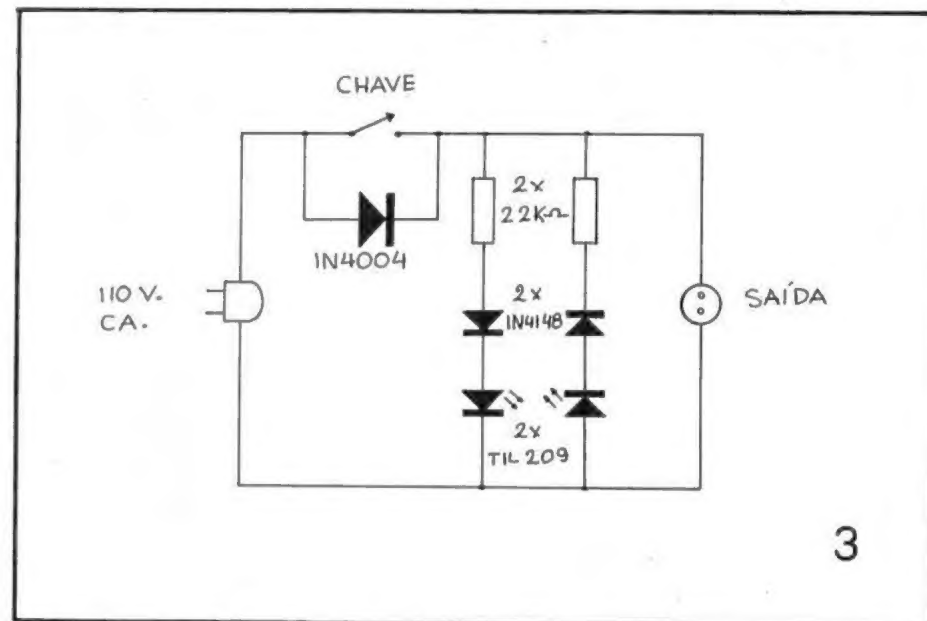 CHAVE
1N4004
110 V.
CA.
2x
22KΩ
2x
1N4148
2x
TIL 209
SAÍDA
3